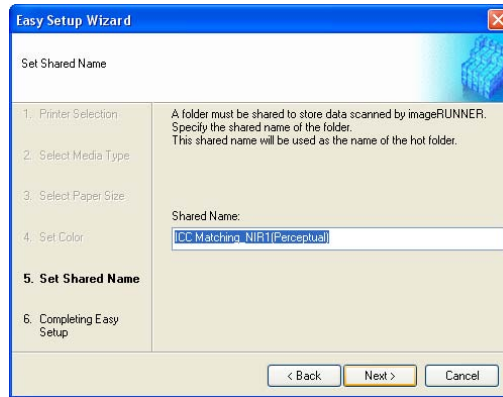 Easy Setup Wizard
Set Shared Name
1. Printer Selection
2. Select Media Type
3. Select Paper Size
4. Set Color
5. Set Shared Name
6. Completing Easy
Setup
A folder must be shared to store data scanned by imageRUNNER.
Specify the shared name of the folder.
This shared name will be used as the name of the hot folder.
Shared Name:
ICC Matching_NIR1(Perceptual)
< Back
Next >
Cancel